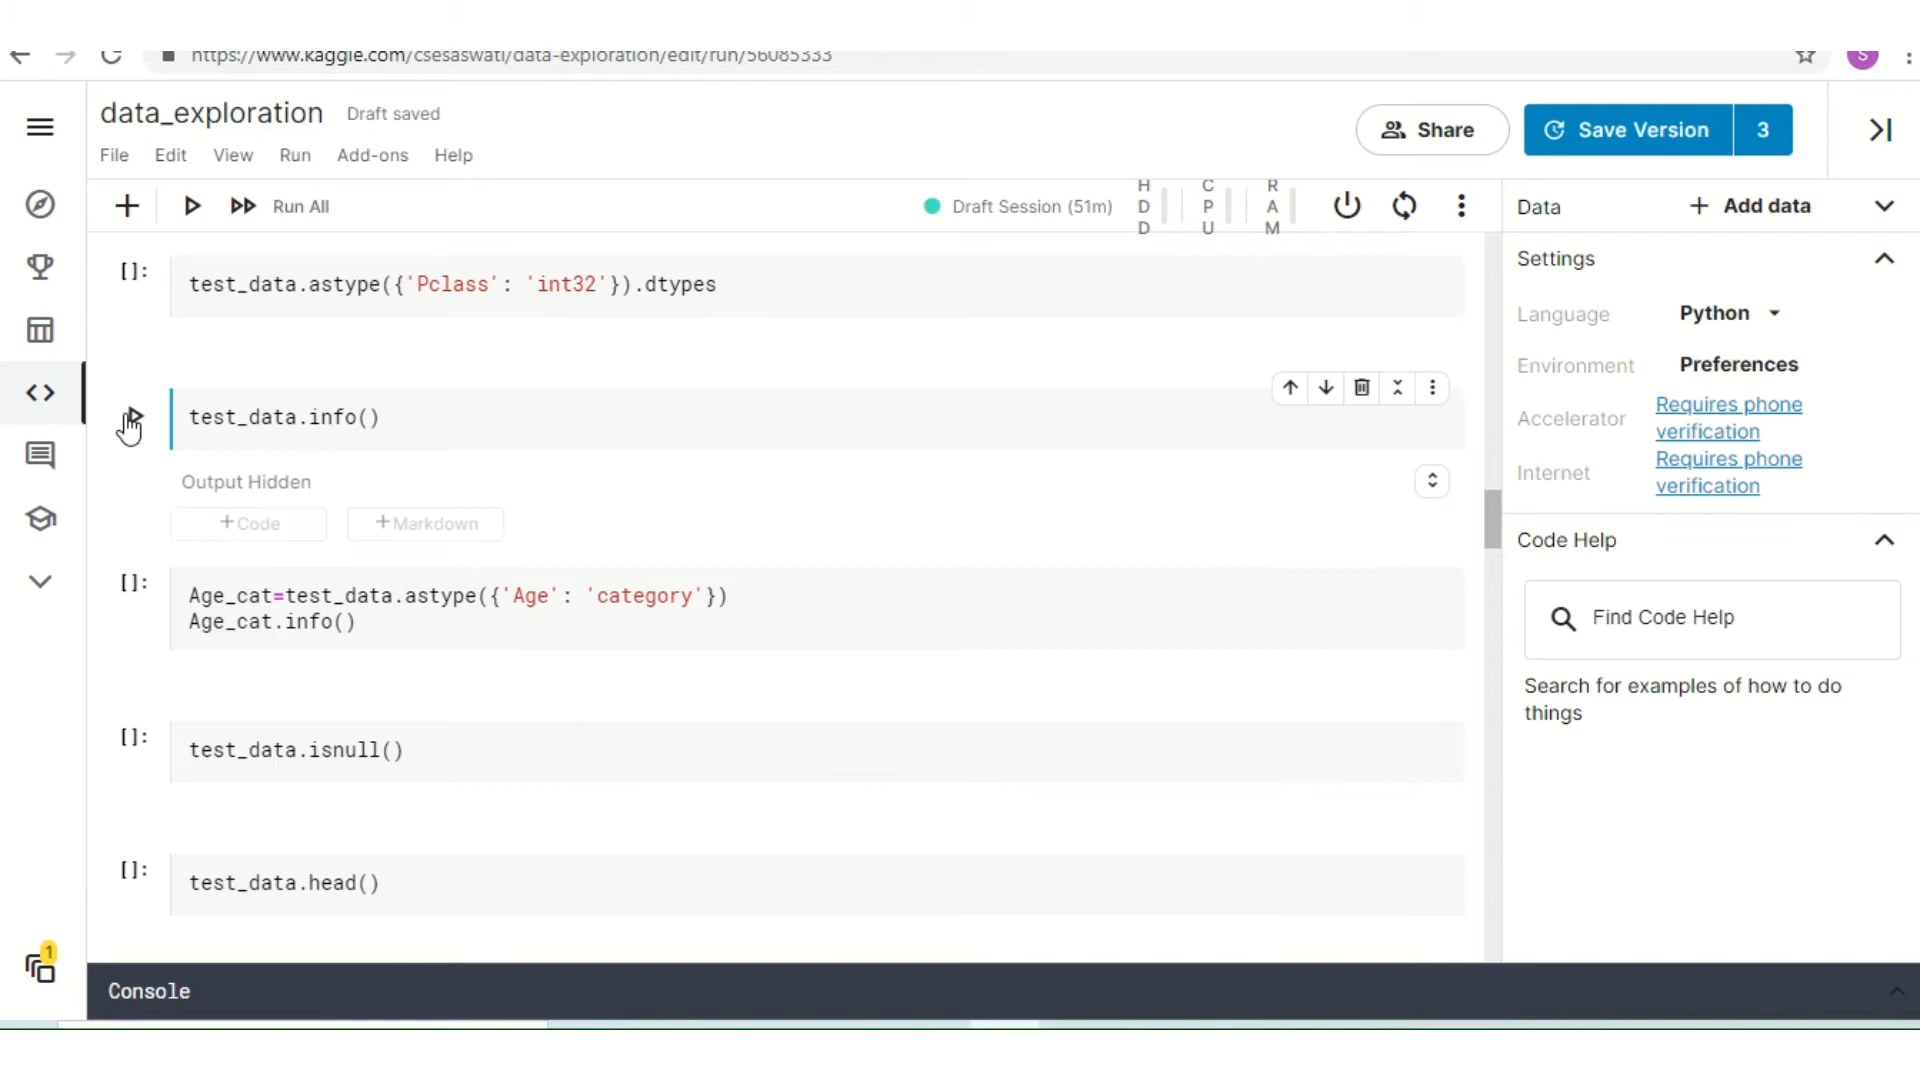 https://www.kaggle.com/csesaswati/data-exploration/edit/run/56085333
S
data_exploration Draft saved
File Edit View Run Add-ons Help
Share
Save Version 3
Run All
Draft Session (51m)
HDD
CPU
RAM
Data
Add data
Settings
Language Python
Environment Preferences
Accelerator Requires phone
verification
Internet Requires phone
verification
Code Help
Find Code Help
Search for examples of how to do
things
[]: test_data.astype({'Pclass': 'int32'}).dtypes
test_data.info()
Output Hidden
+Code +Markdown
[]: Age_cat=test_data.astype({'Age': 'category'})
Age_cat.info()
[]: test_data.isnull()
[]: test_data.head()
1
Console